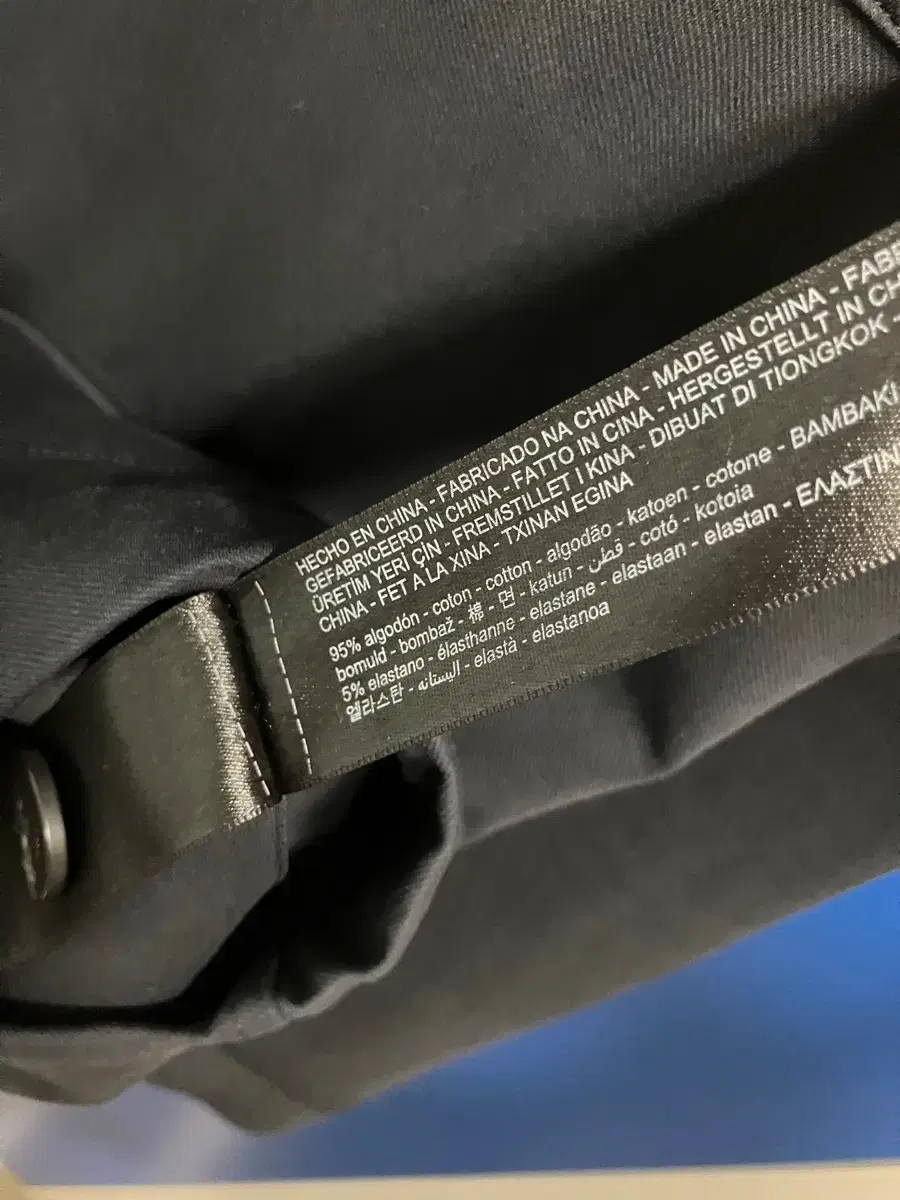 HECHO EN CHINA - FABRICADO NA CHINA - MADE IN CHINA - FABR
GEFABRICEERD IN CHINA - FATTO IN CINA - HERGESTELLT IN CH
ÜRETİM YERİ ÇİN - FREMSTILLET I KINA - DIBUAT DI TIONGKOK -
CHINA - FET A LA XINA - TXINAN EGINA
95% algodón - coton - cotton - algodão - katoen - cotone - BAMBAKI
bomuld - bombaž - 棉 - 면 - katun - قطن - cotó - kotoia
5% elastano - élasthanne - elastane - elastaan - elastan - ΕΛΑΣΤΙΝ
엘라스탄 - اليستانه - elastà - elastanoa